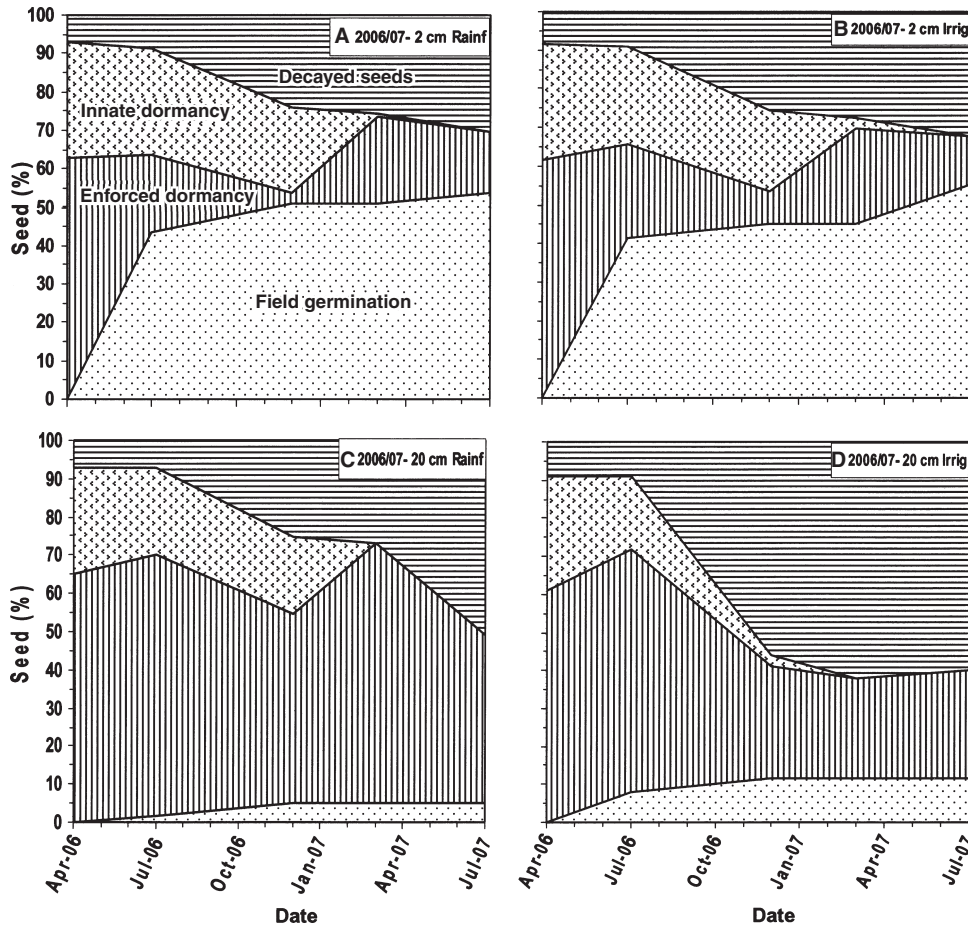 A 2006/07- 2 cm Rainf
B 2006/07- 2 cm Irrig
Decayed seeds
Innate dormancy
Enforced dormancy
Field germination
Seed (%)
100
90
80
70
60
50
40
30
20
10
0
C 2006/07- 20 cm Rainf
D 2006/07- 20 cm Irrig
Seed (%)
100
90
80
70
60
50
40
30
20
10
0
Apr-06
Jul-06
Oct-06
Jan-07
Apr-07
Jul-07
Apr-06
Jul-06
Oct-06
Jan-07
Apr-07
Jul-07
Date
Date